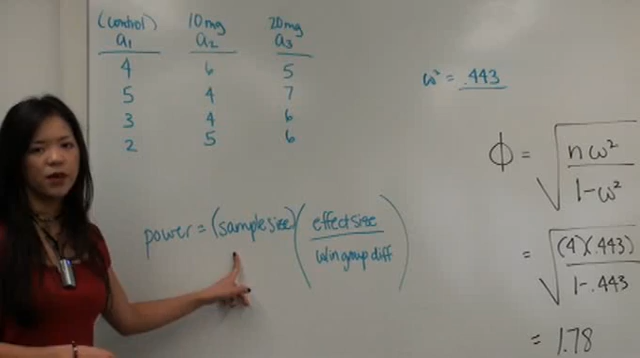 (control) 10mg 20mg
a₁ a₂ a₃
4 6 5
5 4 7
3 4 6
2 5 6
ω² = .443
ϕ = √(nω² / 1-ω²)
= √((4)(.443) / 1-.443)
= 1.78
power = (sample size) (effect size / w/in group diff)